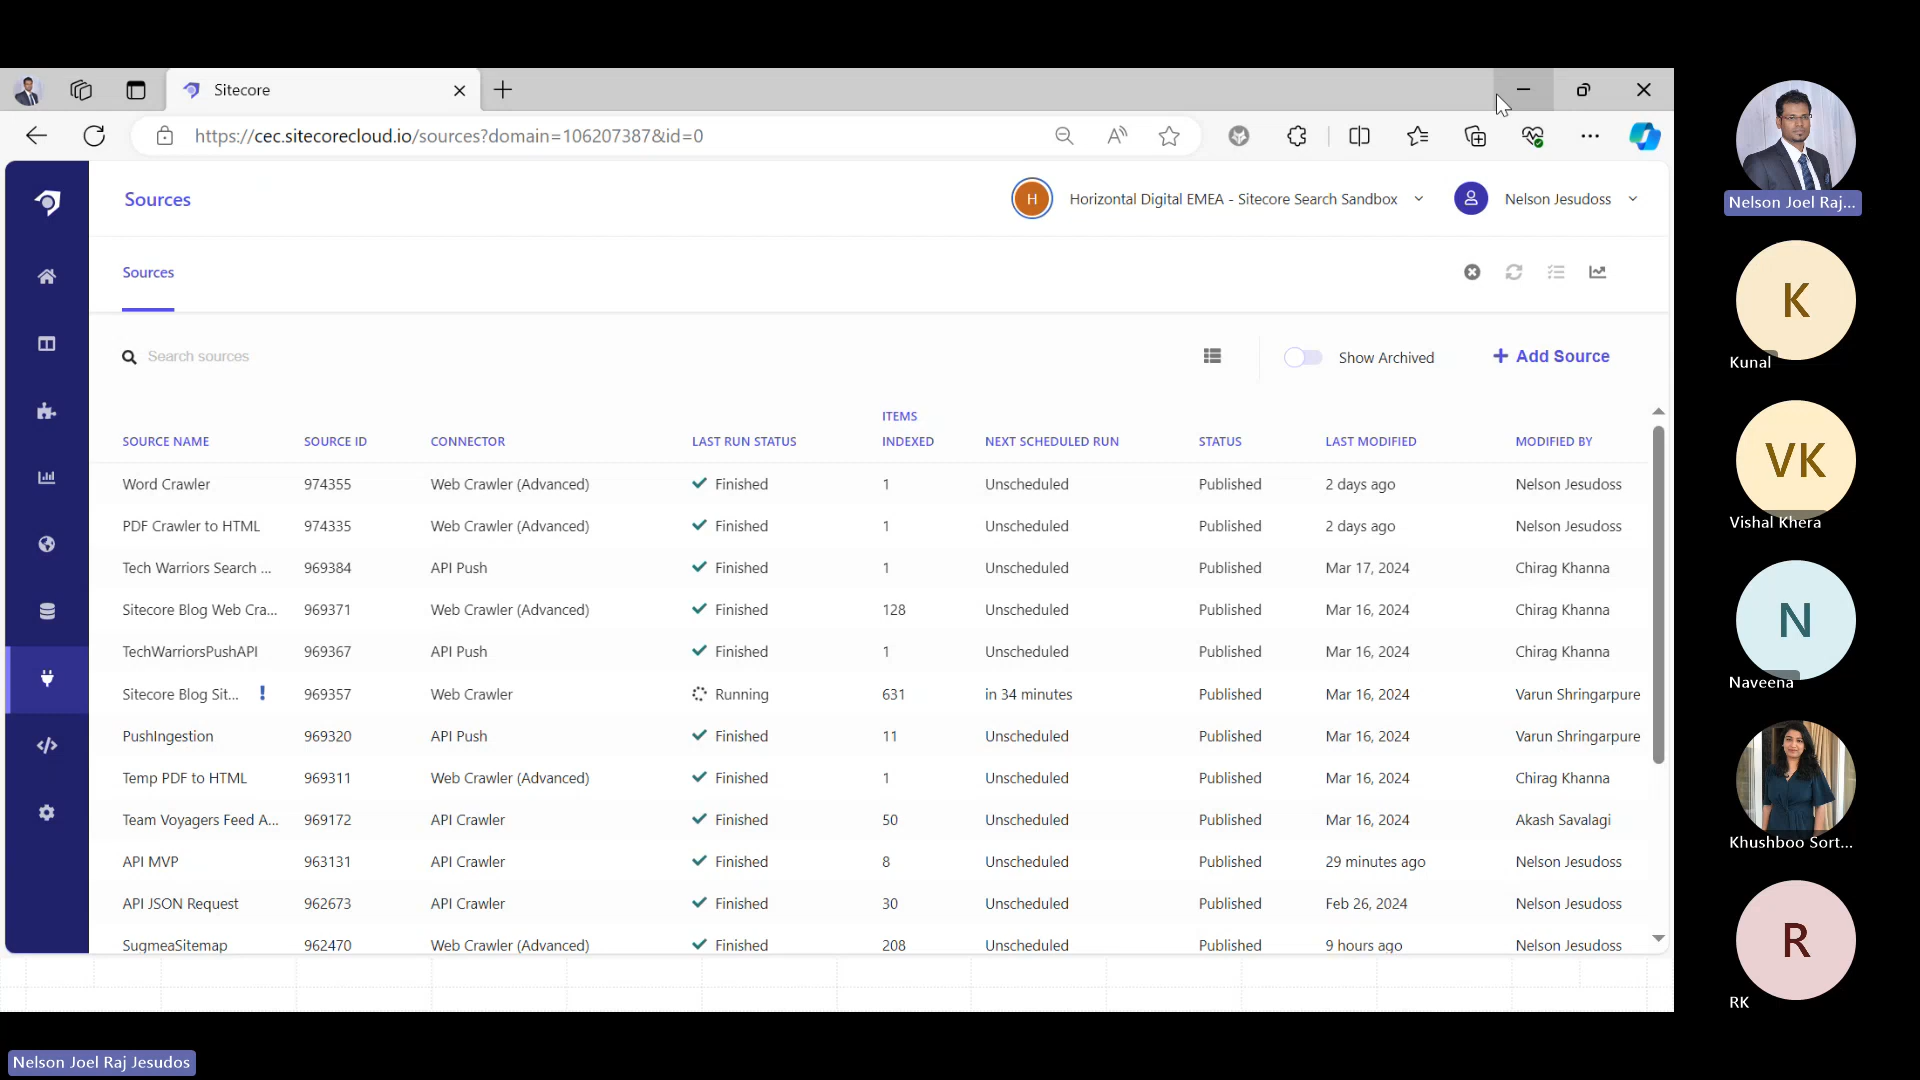 Sitecore
https://cec.sitecorecloud.io/sources?domain=106207387&id=0
Sources
H Horizontal Digital EMEA - Sitecore Search Sandbox
Nelson Jesudoss
Sources
Search sources
Show Archived
+ Add Source
SOURCE NAME SOURCE ID CONNECTOR LAST RUN STATUS ITEMS INDEXED NEXT SCHEDULED RUN STATUS LAST MODIFIED MODIFIED BY
Word Crawler 974355 Web Crawler (Advanced) Finished 1 Unscheduled Published 2 days ago Nelson Jesudoss
PDF Crawler to HTML 974335 Web Crawler (Advanced) Finished 1 Unscheduled Published 2 days ago Nelson Jesudoss
Tech Warriors Search ... 969384 API Push Finished 1 Unscheduled Published Mar 17, 2024 Chirag Khanna
Sitecore Blog Web Cra... 969371 Web Crawler (Advanced) Finished 128 Unscheduled Published Mar 16, 2024 Chirag Khanna
TechWarriorsPushAPI 969367 API Push Finished 1 Unscheduled Published Mar 16, 2024 Chirag Khanna
Sitecore Blog Sit... ! 969357 Web Crawler Running 631 in 34 minutes Published Mar 16, 2024 Varun Shringarpure
PushIngestion 969320 API Push Finished 11 Unscheduled Published Mar 16, 2024 Varun Shringarpure
Temp PDF to HTML 969311 Web Crawler (Advanced) Finished 1 Unscheduled Published Mar 16, 2024 Chirag Khanna
Team Voyagers Feed A... 969172 API Crawler Finished 50 Unscheduled Published Mar 16, 2024 Akash Savalagi
API MVP 963131 API Crawler Finished 8 Unscheduled Published 29 minutes ago Nelson Jesudoss
API JSON Request 962673 API Crawler Finished 30 Unscheduled Published Feb 26, 2024 Nelson Jesudoss
SugmeaSitemap 962470 Web Crawler (Advanced) Finished 208 Unscheduled Published 9 hours ago Nelson Jesudoss
Nelson Joel Raj...
K
Kunal
VK
Vishal Khera
N
Naveena
Khushboo Sort...
R
RK
Nelson Joel Raj Jesudos